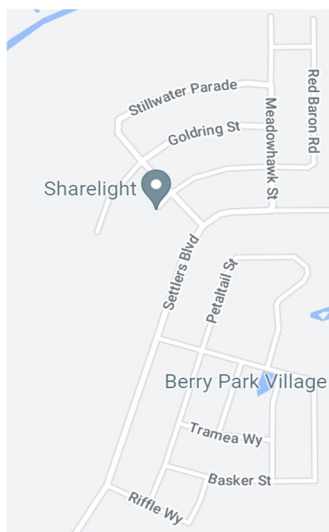 Stillwater Parade
Red Baron Rd
Meadowhawk St
Goldring St
Sharelight
Settlers Blvd
Petaltail St
Berry Park Village
Tramea Wy
Basker St
Riffle Wy